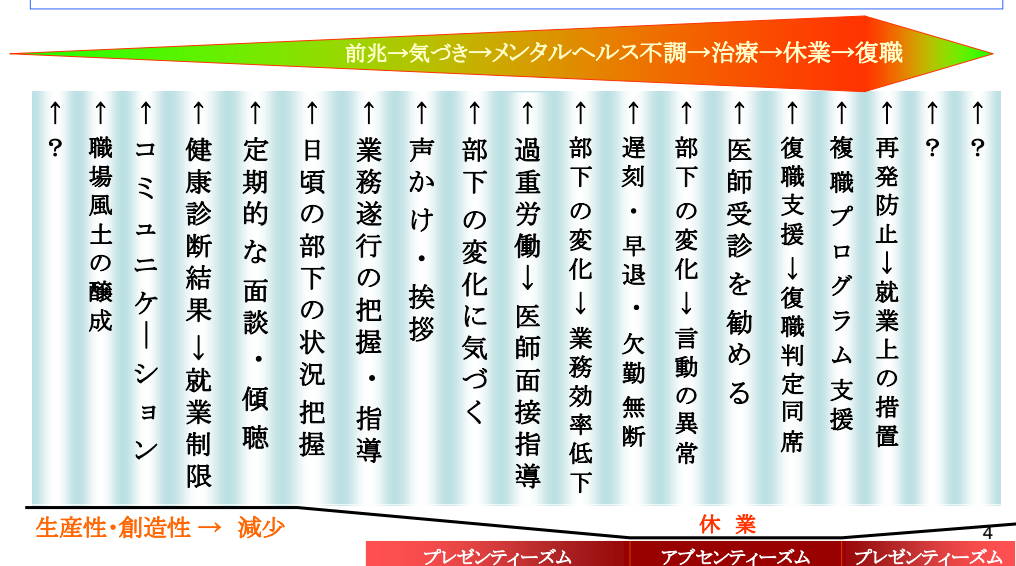 前兆→気づき→メンタルヘルス不調→治療→休業→復職
↑?
↑職場風土の醸成
↑コミュニケーション
↑健康診断結果→就業制限
↑定期的な面談・傾聴
↑日頃の部下の状況把握
↑業務遂行の把握・指導
↑声かけ・挨拶
↑部下の変化に気づく
↑過重労働→医師面接指導
↑部下の変化→業務効率低下
↑遅刻・早退・欠勤無断
↑部下の変化→言動の異常
↑医師受診を勧める
↑復職支援→復職判定同席
↑複職プログラム支援
↑再発防止→就業上の措置
↑?
↑?
生産性・創造性 → 減少
休 業
4
プレゼンティーズム
アブセンティーズム
プレゼンティーズム